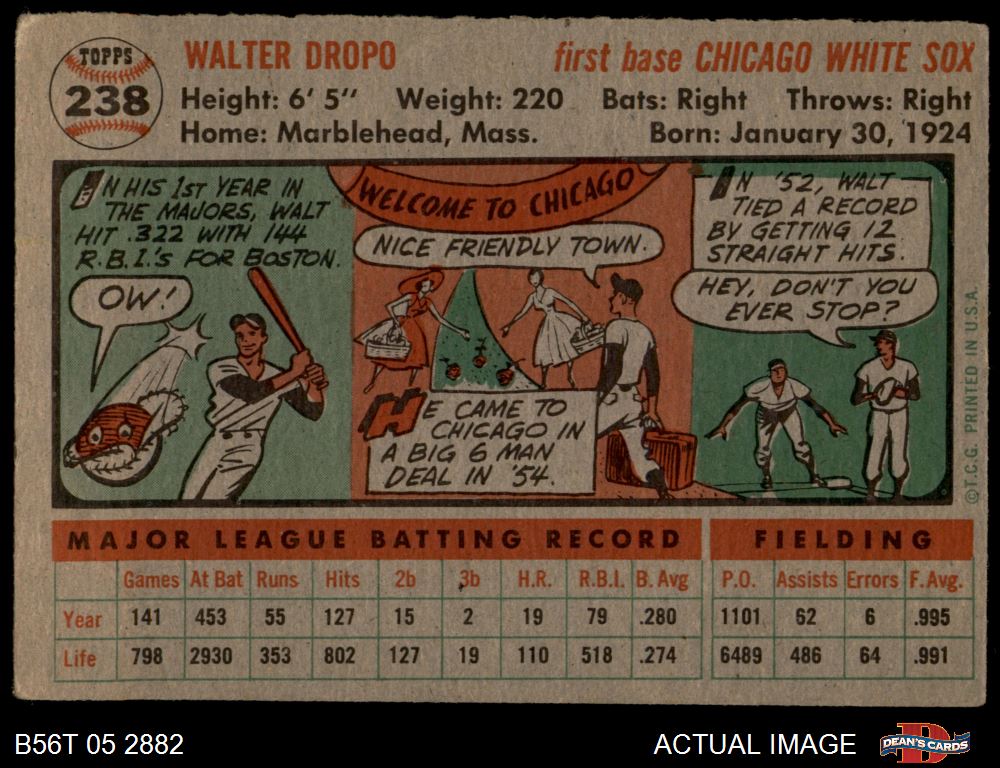 TOPPS
238
WALTER DROPO
first base CHICAGO WHITE SOX
Height: 6' 5" Weight: 220 Bats: Right Throws: Right
Home: Marblehead, Mass. Born: January 30, 1924
IN HIS 1ST YEAR IN
THE MAJORS, WALT
HIT .322 WITH 144
R.B.I.'S FOR BOSTON.
OW!
WELCOME TO CHICAGO
NICE FRIENDLY TOWN.
HE CAME TO
CHICAGO IN
A BIG 6 MAN
DEAL IN '54.
IN '52, WALT
TIED A RECORD
BY GETTING 12
STRAIGHT HITS.
HEY, DON'T YOU
EVER STOP?
©T.C.G. PRINTED IN U.S.A.
MAJOR LEAGUE BATTING RECORD FIELDING
Games At Bat Runs Hits 2b 3b H.R. R.B.I. B. Avg P.O. Assists Errors F. Avg.
Year 141 453 55 127 15 2 19 79 .280 1101 62 6 .995
Life 798 2930 353 802 127 19 110 518 .274 6489 486 64 .991
B56T 05 2882
ACTUAL IMAGE
D
DEAN'S CARDS